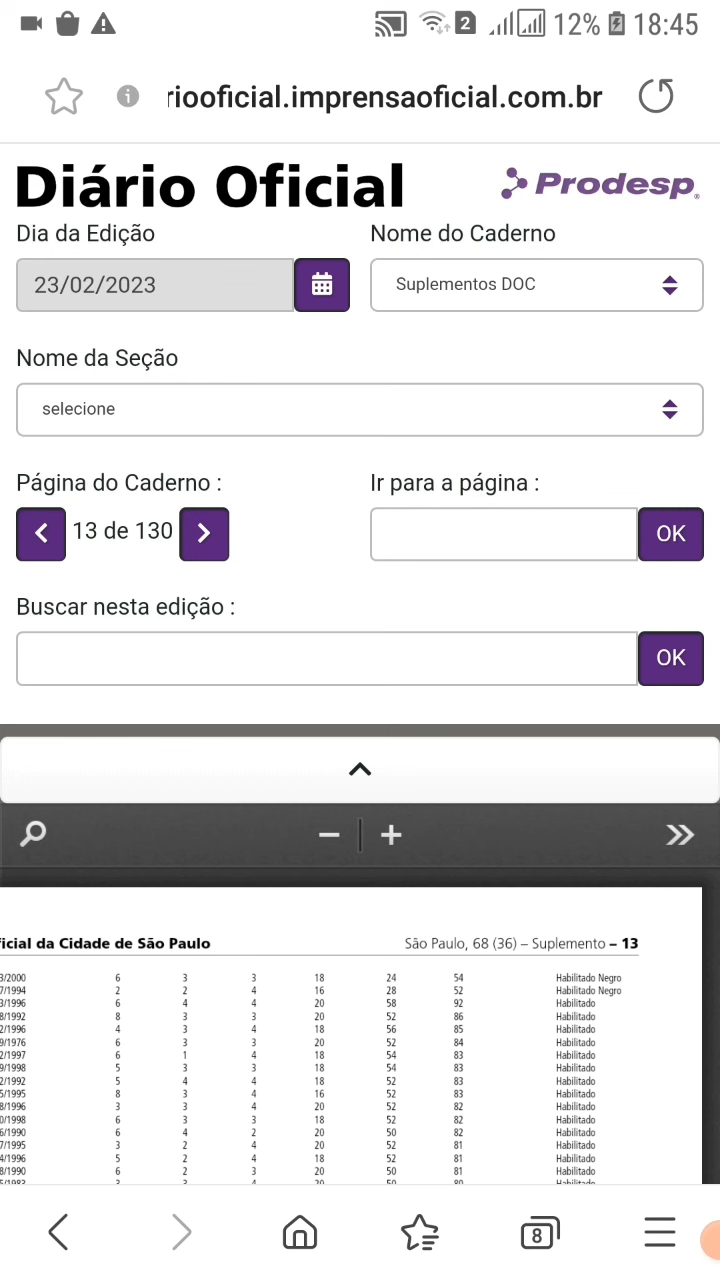 2 12% 18:45
riooficial.imprensaoficial.com.br
Diário Oficial Prodesp
Dia da Edição Nome do Caderno
23/02/2023 Suplementos DOC
Nome da Seção
selecione
Página do Caderno : Ir para a página :
13 de 130 OK
Buscar nesta edição :
OK
ficial da Cidade de São Paulo São Paulo, 68 (36) – Suplemento – 13
3/2000 6 3 3 18 24 54 Habilitado Negro
7/1994 2 2 4 16 28 52 Habilitado Negro
3/1996 6 4 4 20 58 92 Habilitado
8/1992 8 3 3 20 52 86 Habilitado
2/1996 4 3 4 18 56 85 Habilitado
9/1976 6 3 3 20 52 84 Habilitado
2/1997 6 1 4 18 54 83 Habilitado
9/1998 5 3 3 18 54 83 Habilitado
2/1992 5 4 4 18 52 83 Habilitado
5/1995 8 3 4 16 52 83 Habilitado
8/1996 3 3 4 20 52 82 Habilitado
0/1998 6 3 3 18 52 82 Habilitado
6/1990 6 4 2 20 50 82 Habilitado
7/1995 3 2 4 20 52 81 Habilitado
4/1996 5 2 4 18 52 81 Habilitado
8/1990 6 2 3 20 50 81 Habilitado
8